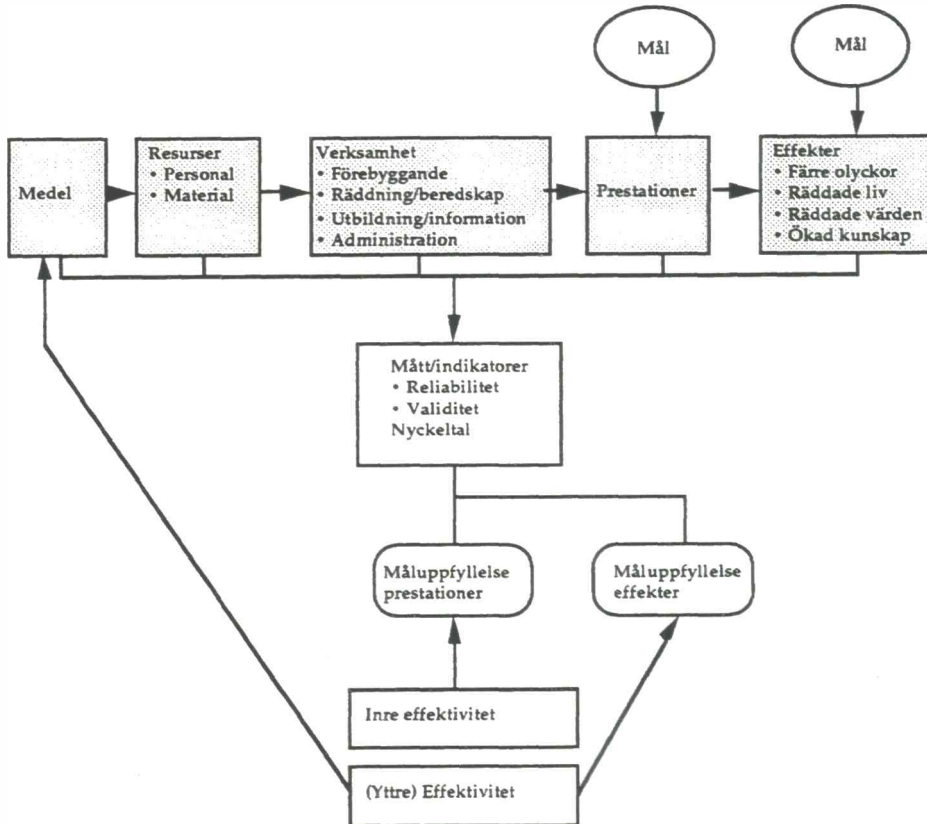 Mål
Mål
Medel
Resurser
• Personal
• Material
Verksamhet
• Förebyggande
• Räddning/beredskap
• Utbildning/information
• Administration
Prestationer
Effekter
• Färre olyckor
• Räddade liv
• Räddade värden
• Ökad kunskap
Mått/indikatorer
• Reliabilitet
• Validitet
Nyckeltal
Måluppfyllelse
prestationer
Måluppfyllelse
effekter
Inre effektivitet
(Yttre) Effektivitet